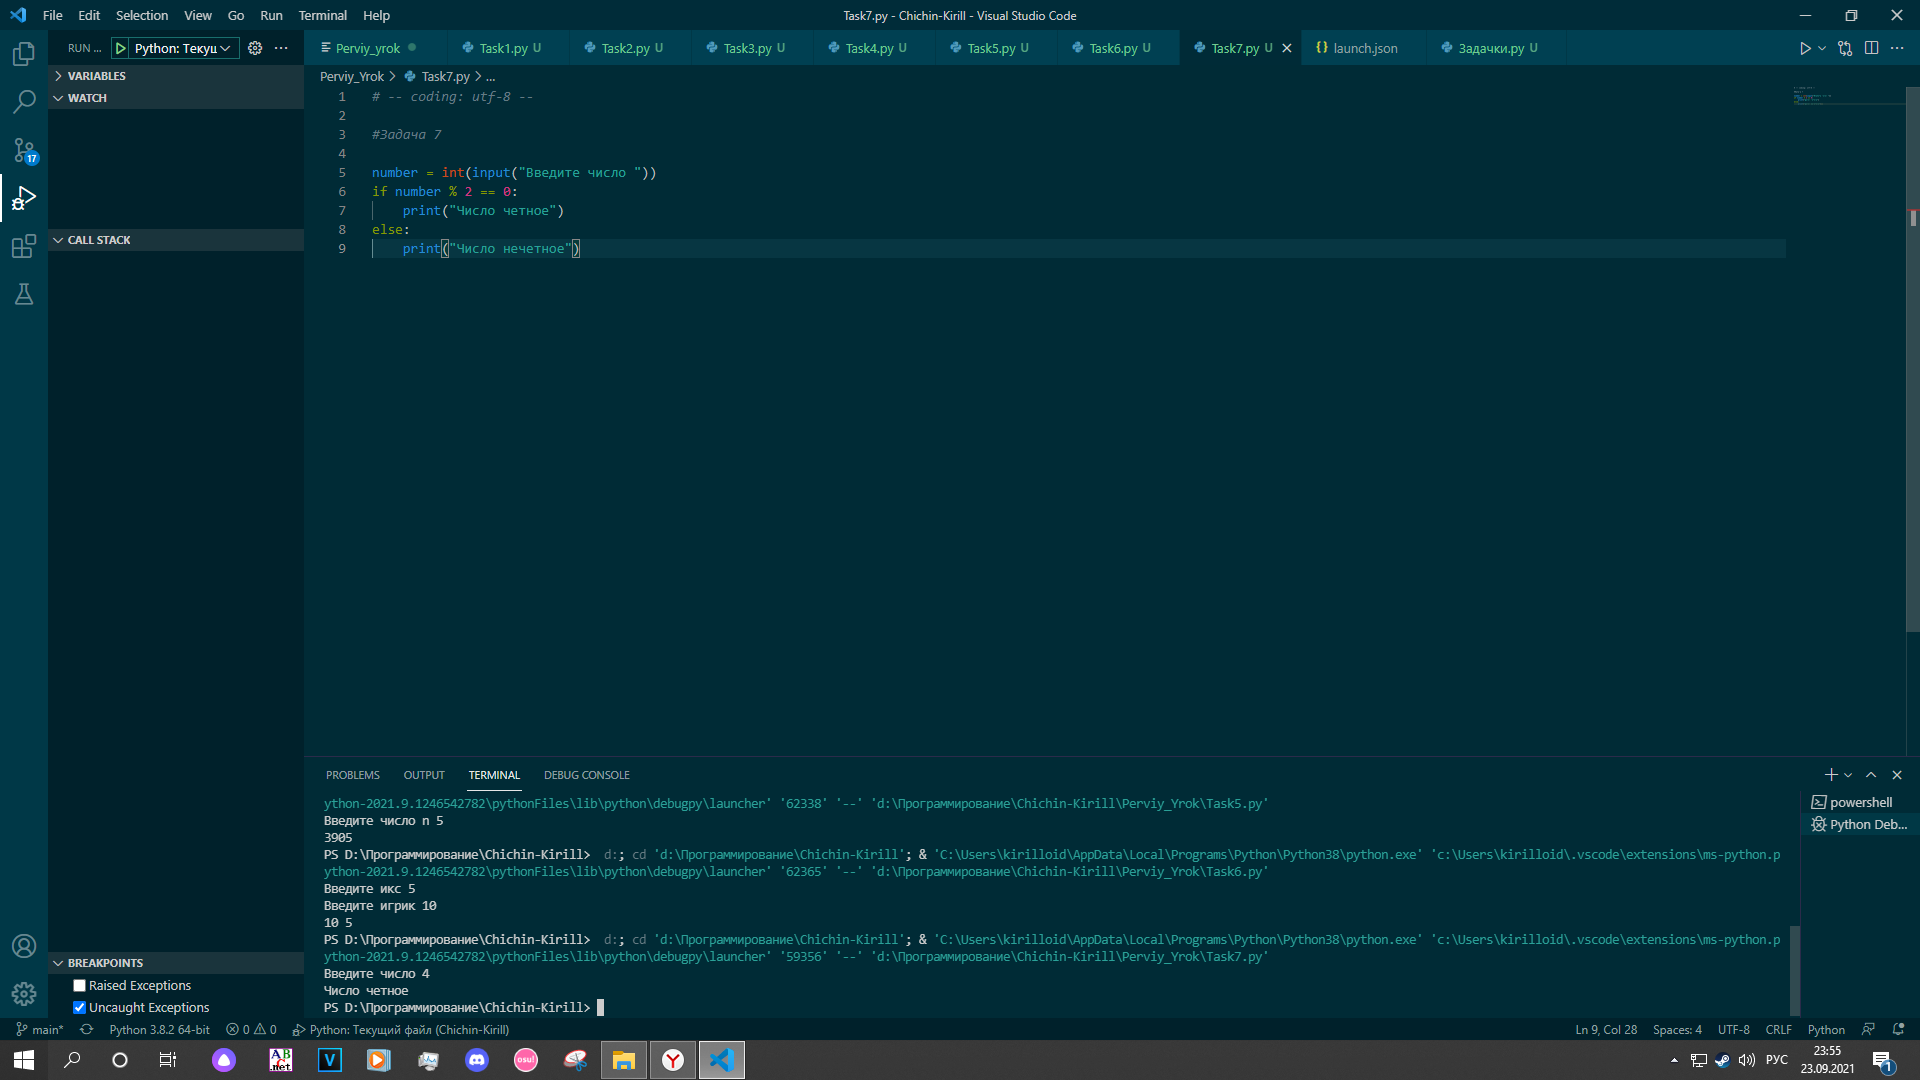 File Edit Selection View Go Run Terminal Help
Task7.py - Chichin-Kirill - Visual Studio Code
RUN ... Python: Текущ
Perviy_yrok Task1.py U Task2.py U Task3.py U Task4.py U Task5.py U Task6.py U Task7.py U launch.json Задачки.py U
VARIABLES
WATCH
17
CALL STACK
BREAKPOINTS
Raised Exceptions
Uncaught Exceptions
Perviy_Yrok > Task7.py > ...
1 # -- coding: utf-8 --
2
3 #Задача 7
4
5 number = int(input("Введите число "))
6 if number % 2 == 0:
7 print("Число четное")
8 else:
9 print("Число нечетное")
PROBLEMS OUTPUT TERMINAL DEBUG CONSOLE
powershell
Python Deb...
ython-2021.9.1246542782\pythonFiles\lib\python\debugpy\launcher' '62338' '--' 'd:\Программирование\Chichin-Kirill\Perviy_Yrok\Task5.py'
Введите число n 5
3905
PS D:\Программирование\Chichin-Kirill> d:; cd 'd:\Программирование\Chichin-Kirill'; & 'C:\Users\kirilloid\AppData\Local\Programs\Python\Python38\python.exe' 'c:\Users\kirilloid\.vscode\extensions\ms-python.p
ython-2021.9.1246542782\pythonFiles\lib\python\debugpy\launcher' '62365' '--' 'd:\Программирование\Chichin-Kirill\Perviy_Yrok\Task6.py'
Введите икс 5
Введите игрик 10
10 5
PS D:\Программирование\Chichin-Kirill> d:; cd 'd:\Программирование\Chichin-Kirill'; & 'C:\Users\kirilloid\AppData\Local\Programs\Python\Python38\python.exe' 'c:\Users\kirilloid\.vscode\extensions\ms-python.p
ython-2021.9.1246542782\pythonFiles\lib\python\debugpy\launcher' '59356' '--' 'd:\Программирование\Chichin-Kirill\Perviy_Yrok\Task7.py'
Введите число 4
Число четное
PS D:\Программирование\Chichin-Kirill>
main* Python 3.8.2 64-bit 0 0 Python: Текущий файл (Chichin-Kirill)
Ln 9, Col 28 Spaces: 4 UTF-8 CRLF Python
AB
.net
V
osu!
Y
РУС
23:55
23.09.2021
1